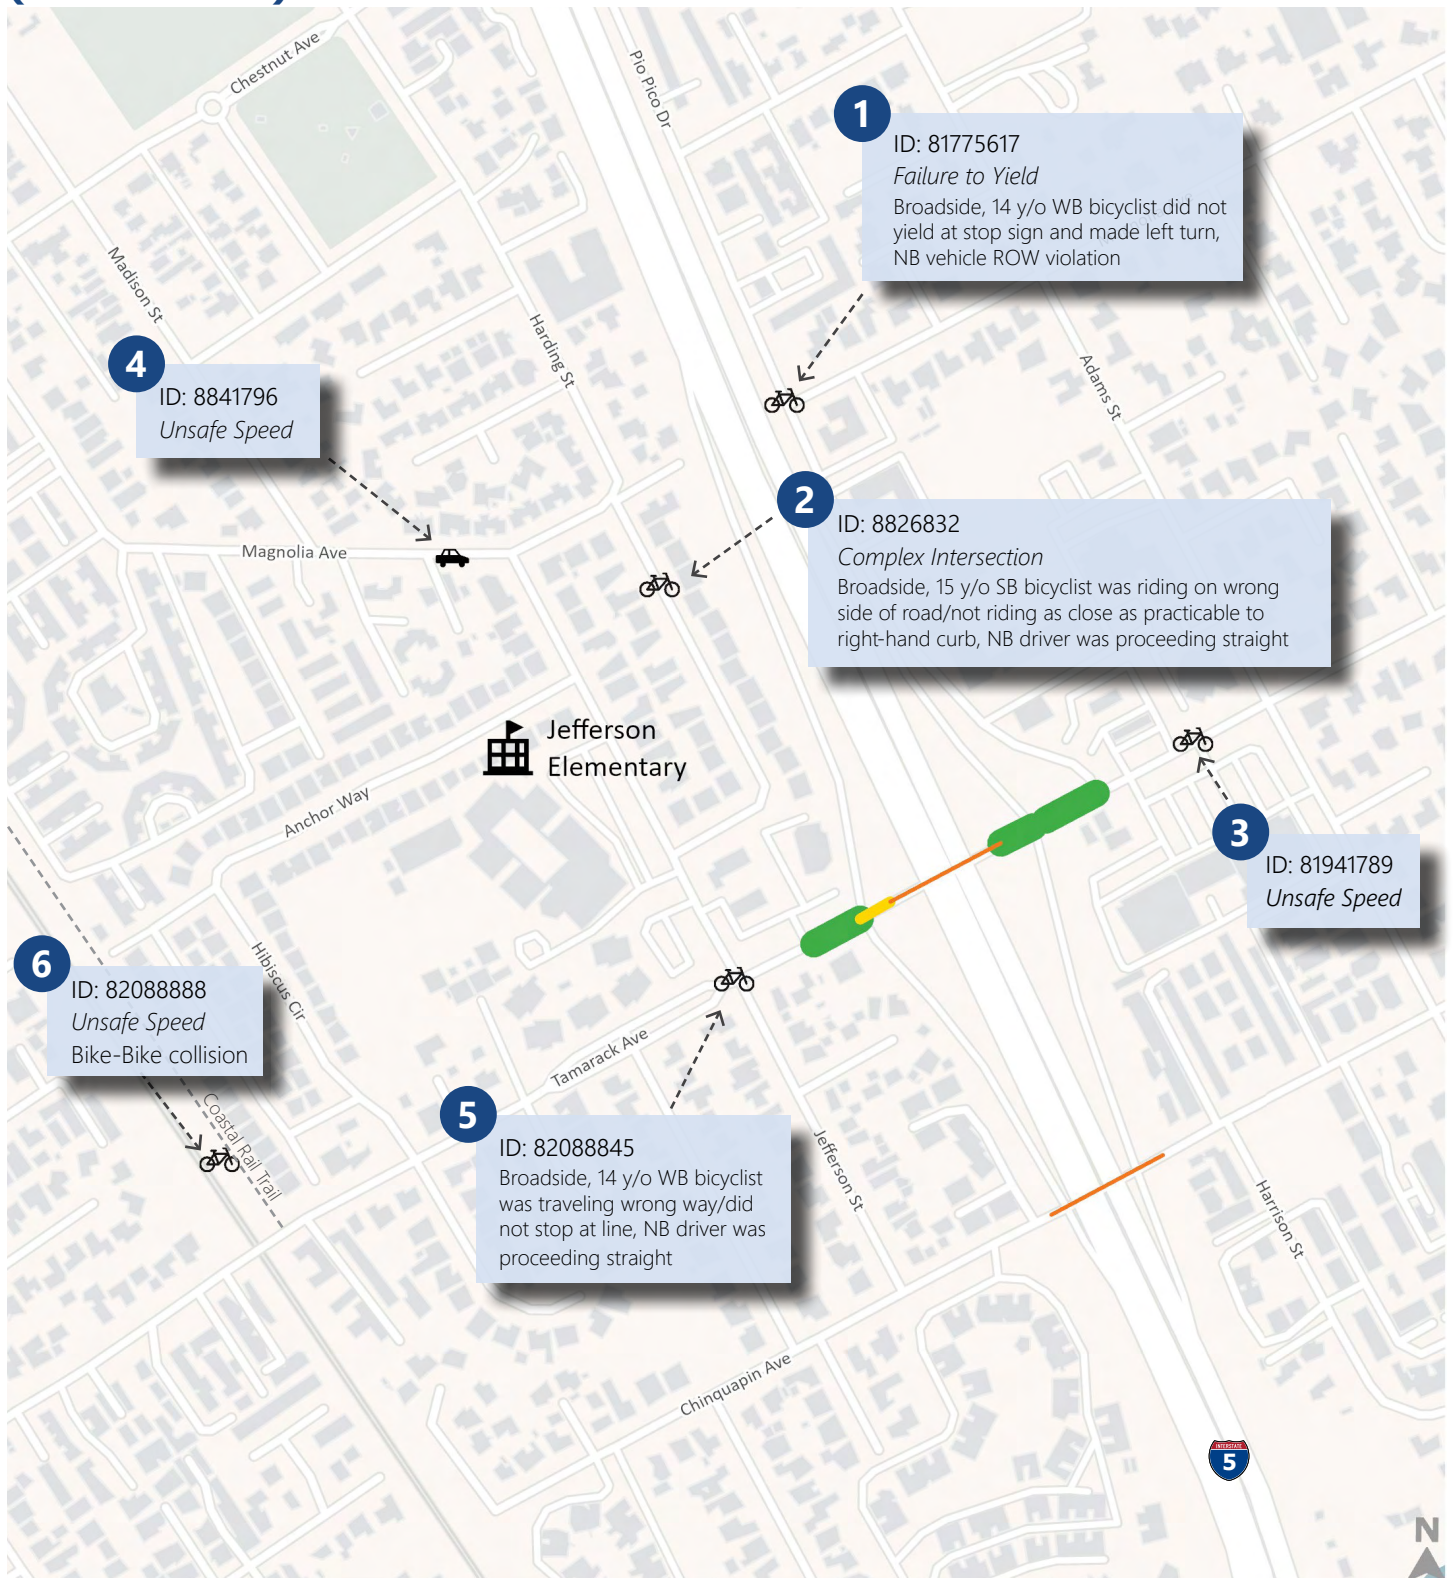 Chestnut Ave
Pio Pico Dr
1
ID: 81775617
Failure to Yield
Broadside, 14 y/o WB bicyclist did not
yield at stop sign and made left turn,
NB vehicle ROW violation
Madison St
Harding St
Adams St
4
ID: 8841796
Unsafe Speed
2
ID: 8826832
Complex Intersection
Broadside, 15 y/o SB bicyclist was riding on wrong
side of road/not riding as close as practicable to
right-hand curb, NB driver was proceeding straight
Magnolia Ave
Jefferson
Elementary
Anchor Way
3
ID: 81941789
Unsafe Speed
Hibiscus Cir
6
ID: 82088888
Unsafe Speed
Bike-Bike collision
Tamarack Ave
Coastal Rail Trail
5
ID: 82088845
Broadside, 14 y/o WB bicyclist
was traveling wrong way/did
not stop at line, NB driver was
proceeding straight
Jefferson St
Harrison St
Chinquapin Ave
INTERSTATE
5
N